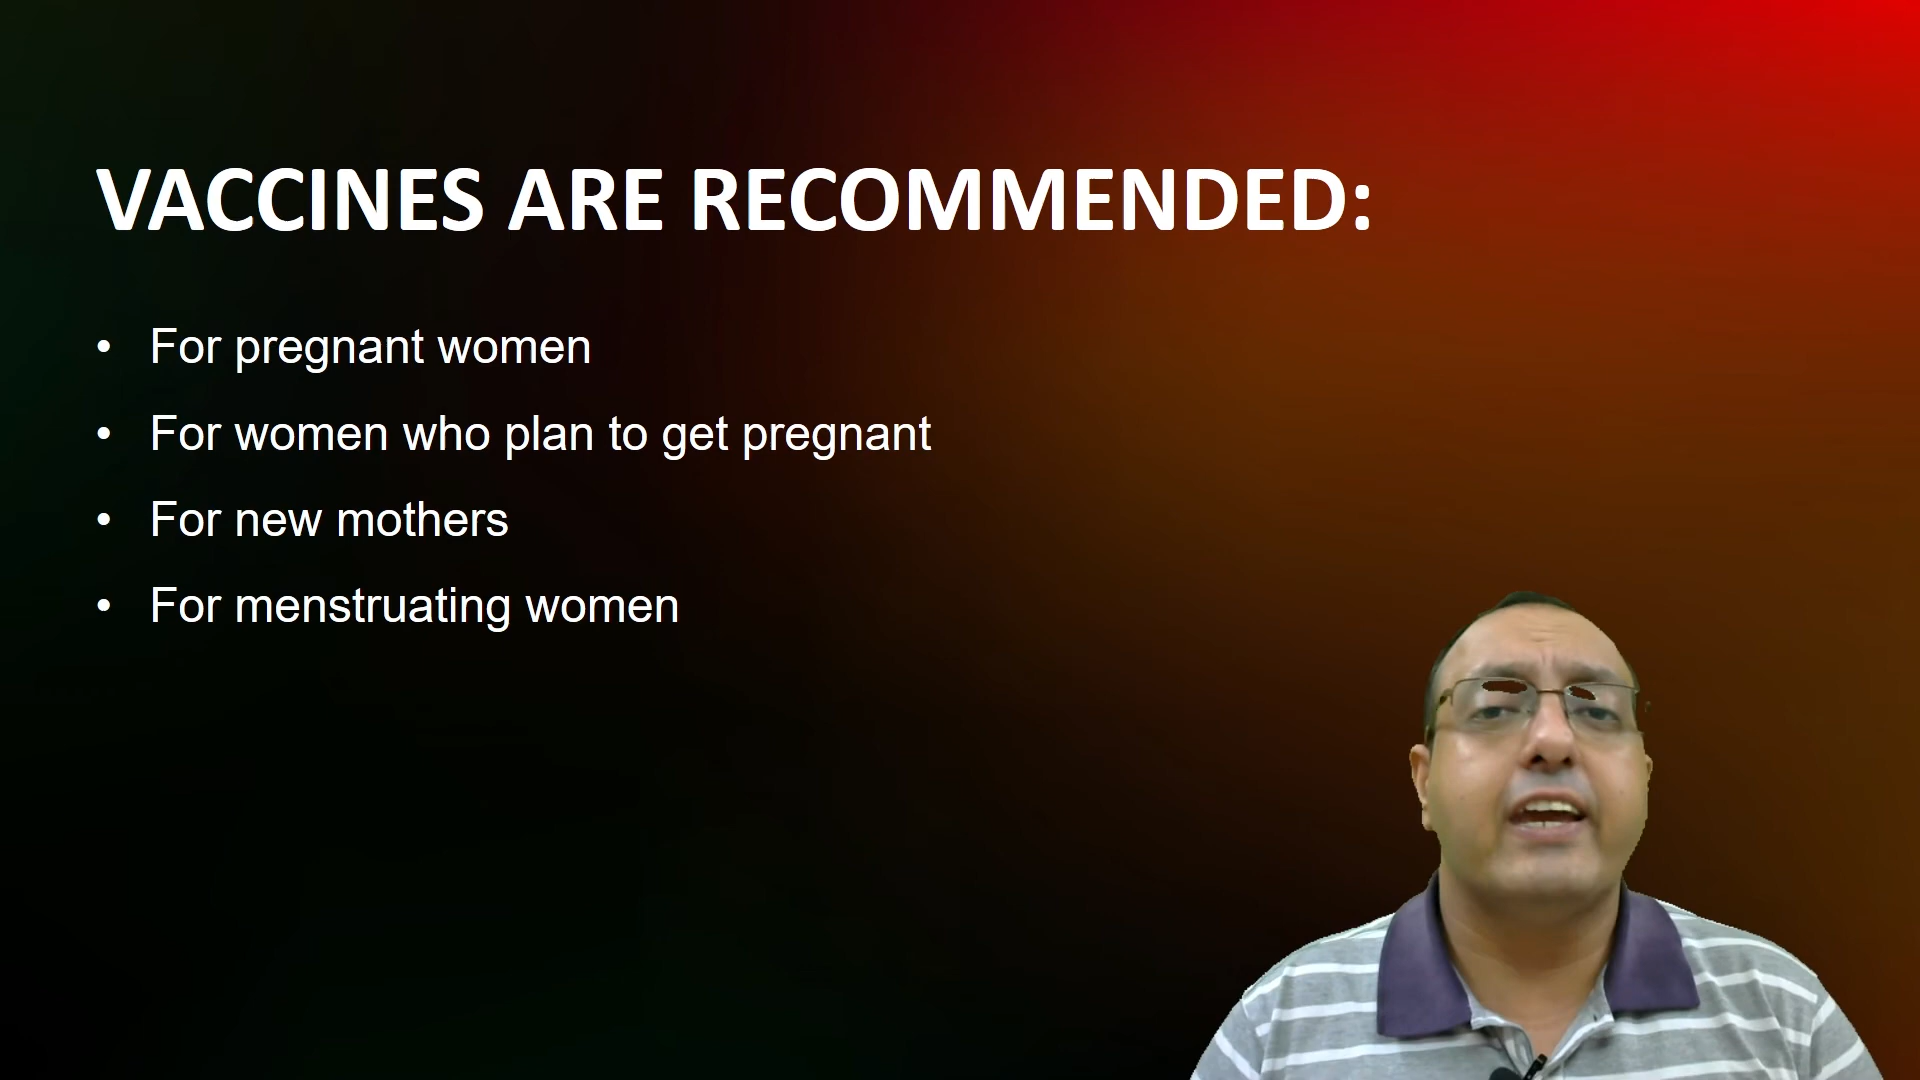 VACCINES ARE RECOMMENDED:
• For pregnant women
• For women who plan to get pregnant
• For new mothers
• For menstruating women